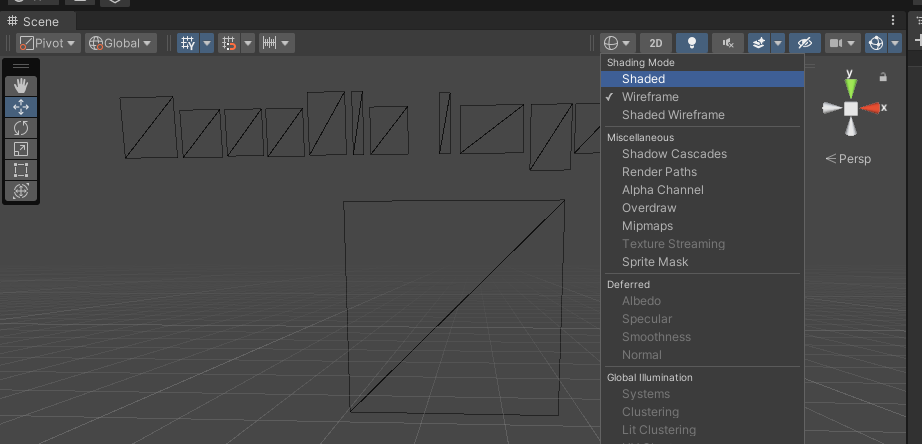 Scene
Pivot
Global
2D
Shading Mode
Shaded
Wireframe
Shaded Wireframe
Miscellaneous
Shadow Cascades
Render Paths
Alpha Channel
Overdraw
Mipmaps
Texture Streaming
Sprite Mask
Deferred
Albedo
Specular
Smoothness
Normal
Global Illumination
Systems
Clustering
Lit Clustering
y
x
Persp